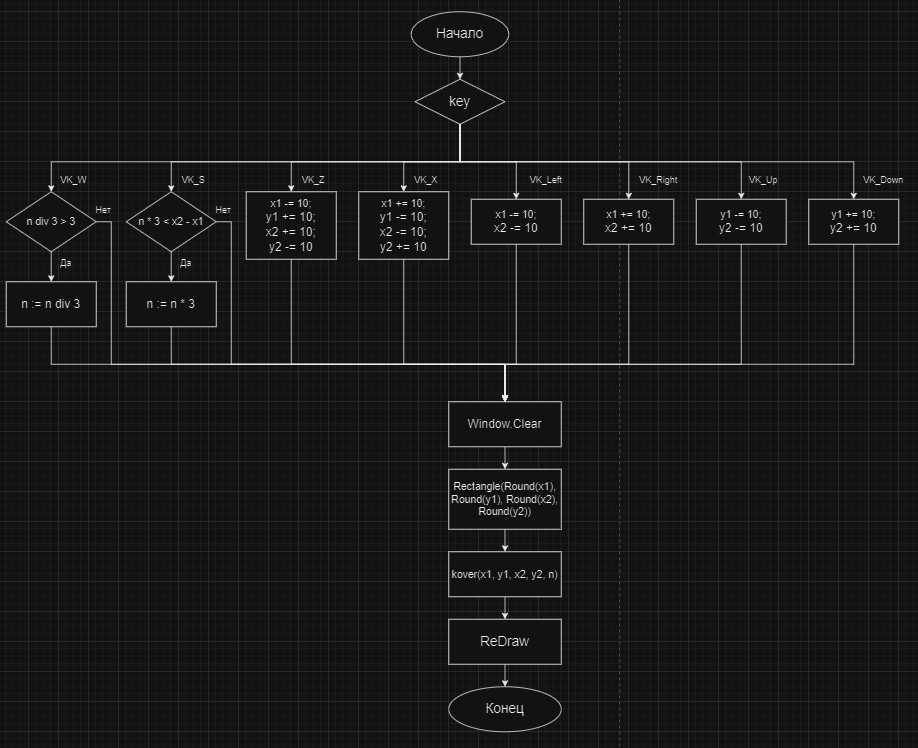 Начало
key
VK_W
VK_S
VK_Z
VK_X
VK_Left
VK_Right
VK_Up
VK_Down
n div 3 > 3
Нет
Да
n := n div 3
n * 3 < x2 - x1
Нет
Да
n := n * 3
x1 -= 10;
y1 += 10;
x2 += 10;
y2 -= 10
x1 += 10;
y1 -= 10;
x2 -= 10;
y2 += 10
x1 -= 10;
x2 -= 10
x1 += 10;
x2 += 10
y1 -= 10;
y2 -= 10
y1 += 10;
y2 += 10
Window.Clear
Rectangle(Round(x1),
Round(y1), Round(x2),
Round(y2))
kover(x1, y1, x2, y2, n)
ReDraw
Конец